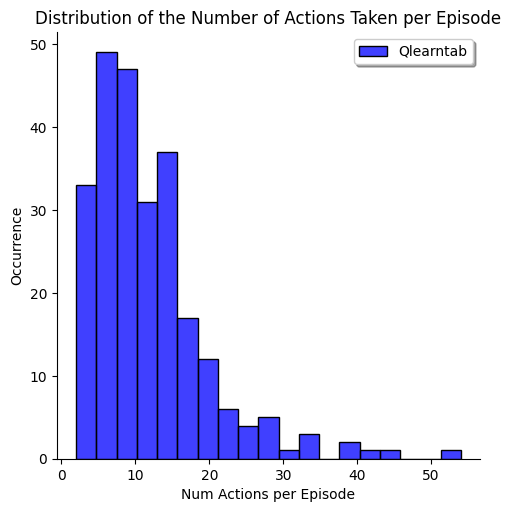 Distribution of the Number of Actions Taken per Episode
Qlearntab
50
40
30
20
10
0
Occurrence
0 10 20 30 40 50
Num Actions per Episode